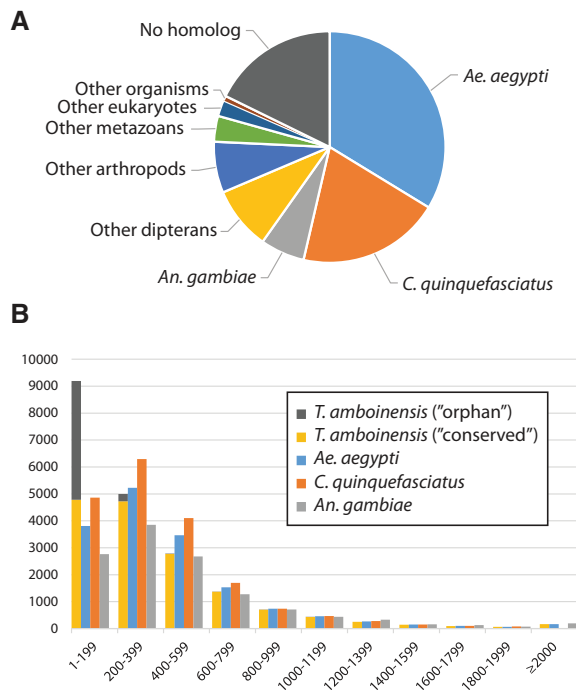 A
No homolog
Ae. aegypti
Other organisms
Other eukaryotes
Other metazoans
Other arthropods
Other dipterans
An. gambiae
C. quinquefasciatus
B
10000
9000
8000
7000
6000
5000
4000
3000
2000
1000
0
T. amboinensis ("orphan")
T. amboinensis ("conserved")
Ae. aegypti
C. quinquefasciatus
An. gambiae
1-199
200-399
400-599
600-799
800-999
1000-1199
1200-1399
1400-1599
1600-1799
1800-1999
≥2000